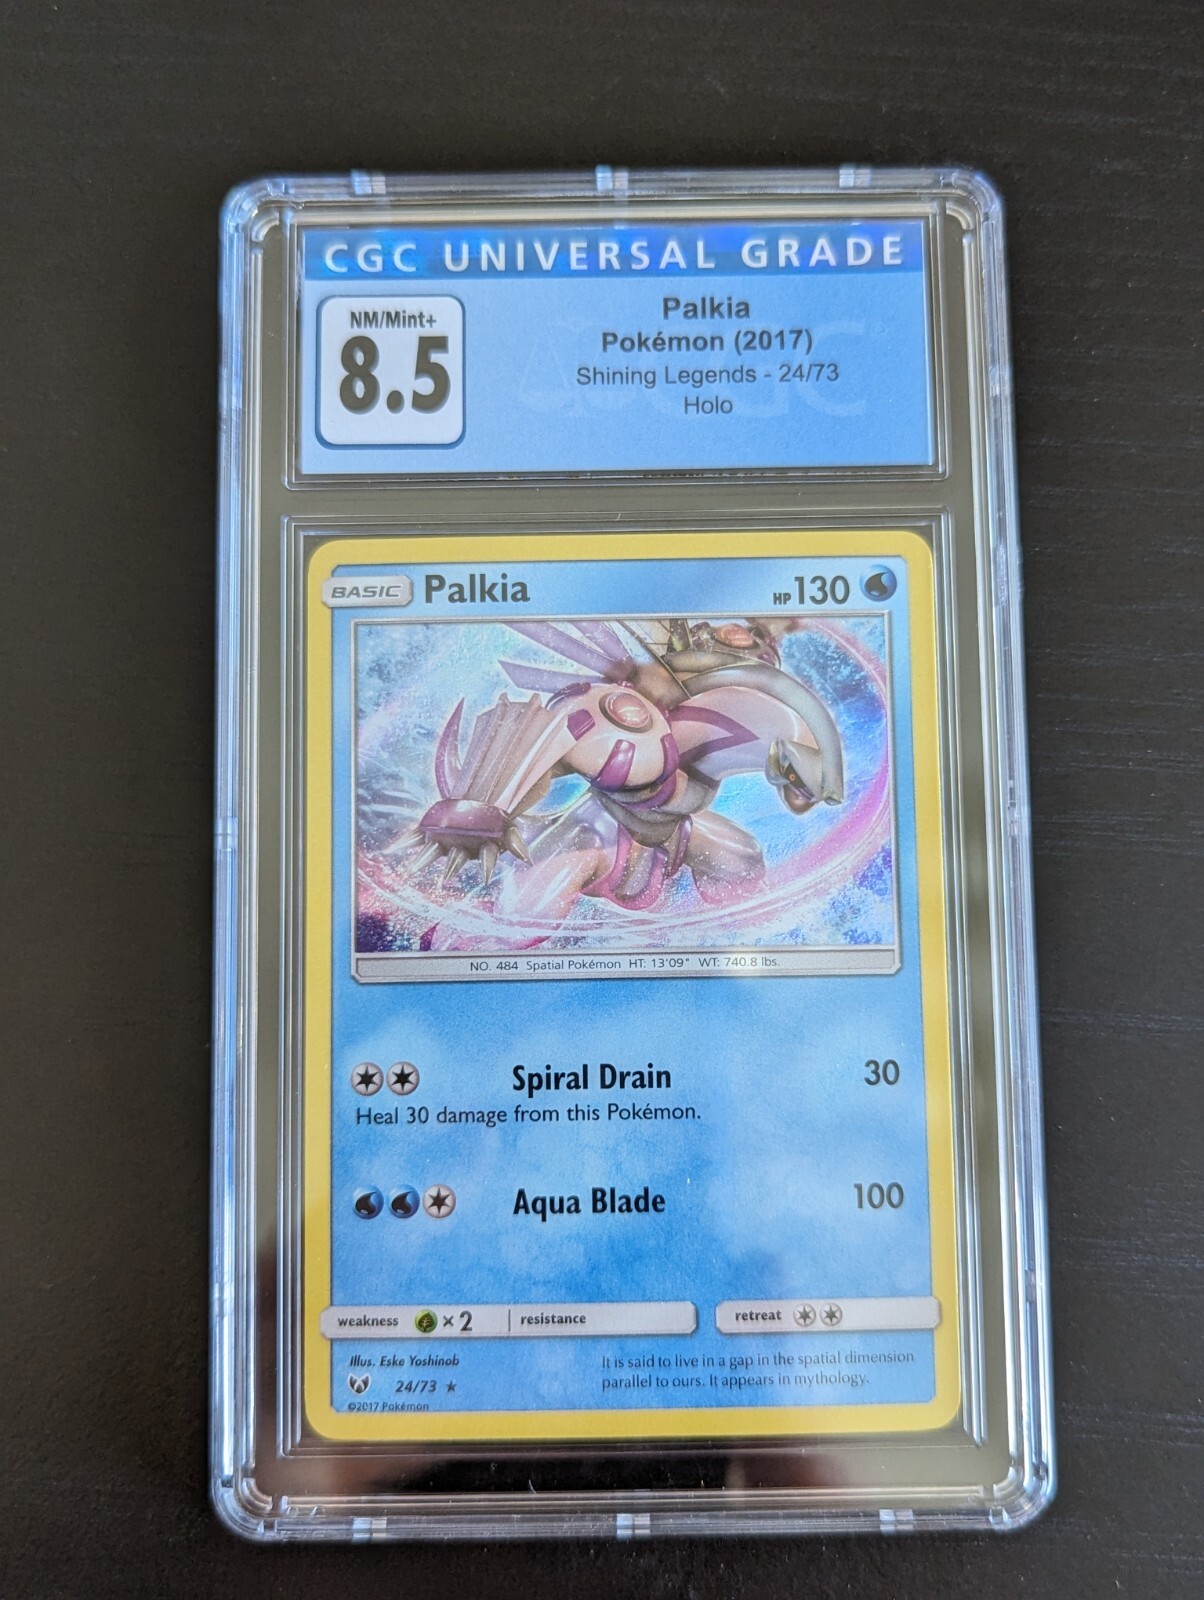 CGC UNIVERSAL GRADE
NM/Mint+
8.5
Palkia
Pokémon (2017)
Shining Legends - 24/73
Holo
BASIC Palkia HP 130
NO. 484 Spatial Pokémon HT: 13'09" WT: 740.8 lbs.
Spiral Drain 30
Heal 30 damage from this Pokémon.
Aqua Blade 100
weakness ×2 resistance retreat
Illus. Eske Yoshinob
24/73 ★
©2017 Pokémon
It is said to live in a gap in the spatial dimension
parallel to ours. It appears in mythology.